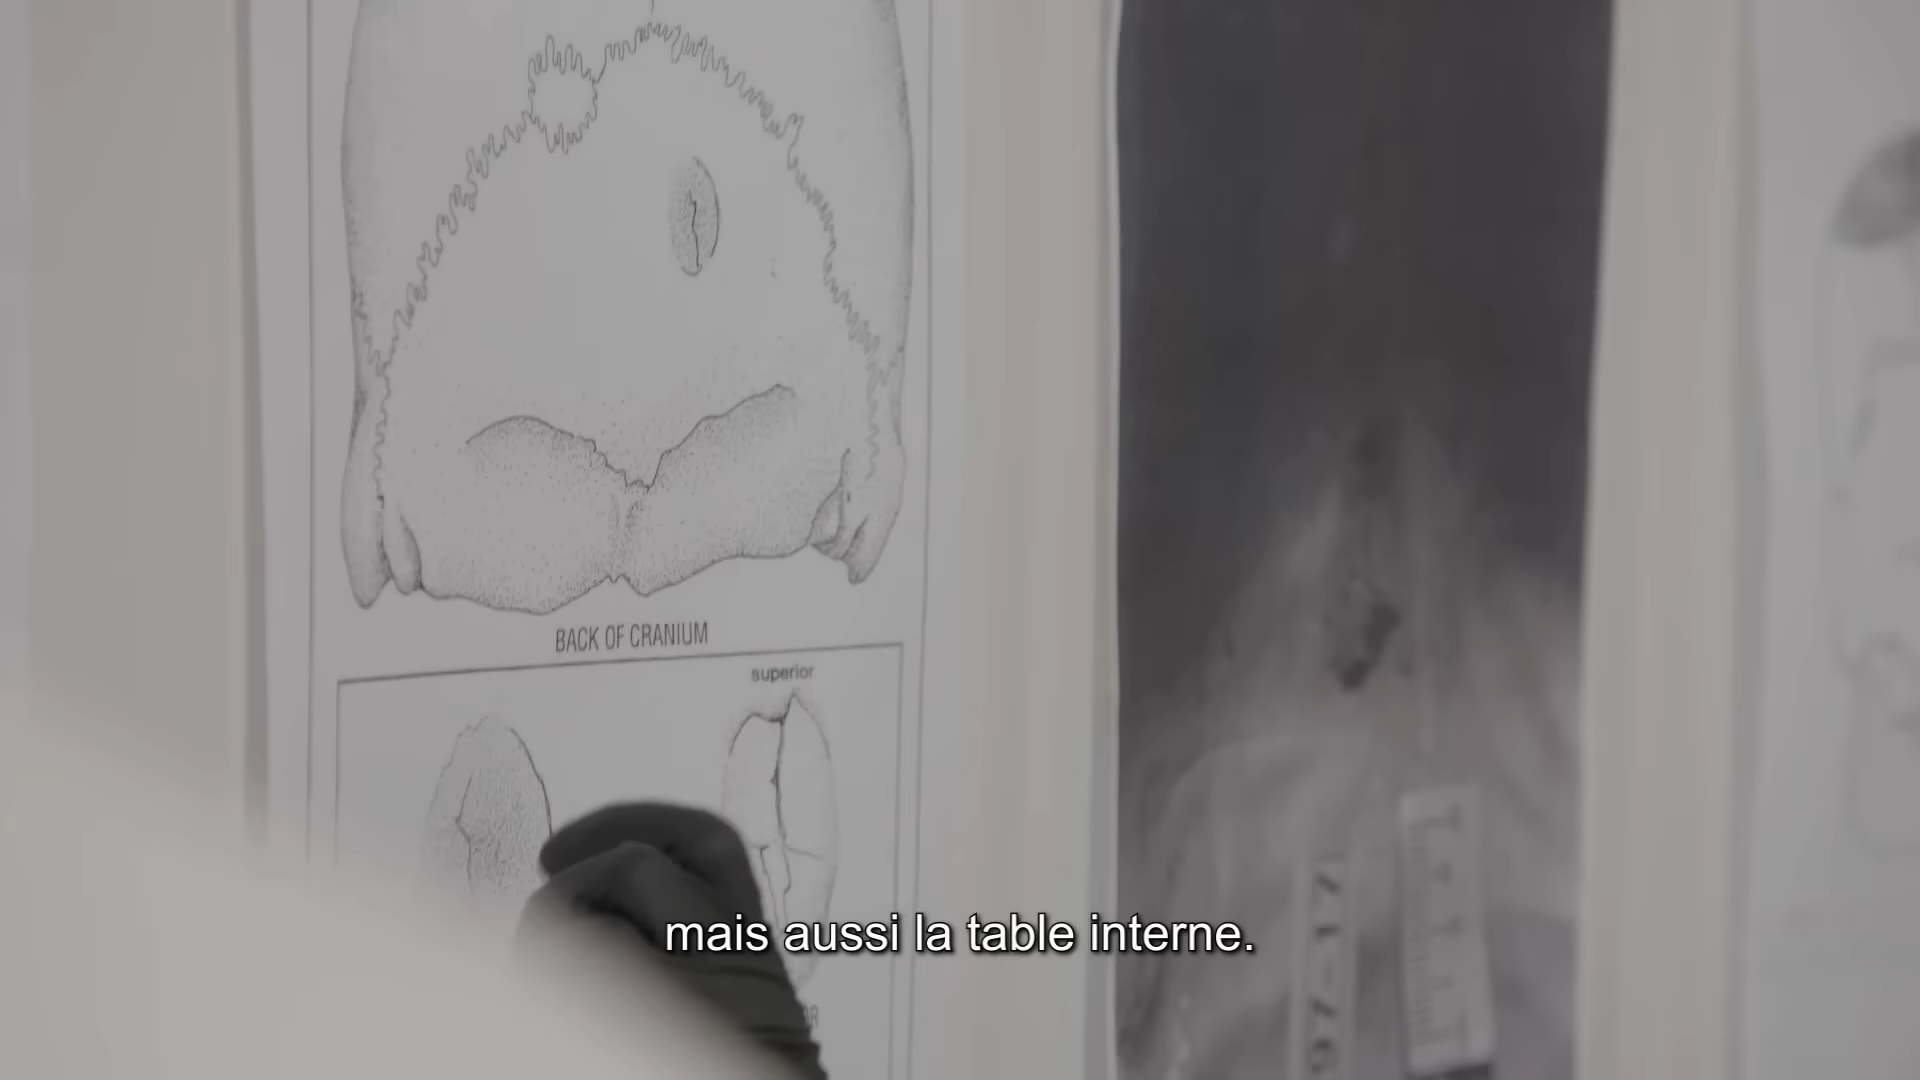 BACK OF CRANIUM
superior
mais aussi la table interne.